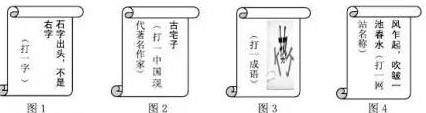 石字出头，不是
右字
（打一字）
图1
古宅子
（打一中国现
代著名作家）
图2
（打一成语）
图3
风乍起，吹皱一
池春水（打一网
站名称）
图4